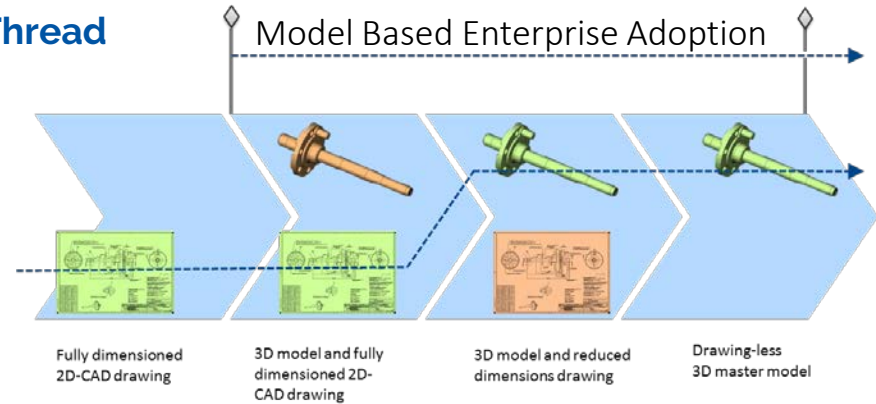 Thread
Model Based Enterprise Adoption
Fully dimensioned
2D-CAD drawing
3D model and fully
dimensioned 2D-
CAD drawing
3D model and reduced
dimensions drawing
Drawing-less
3D master model